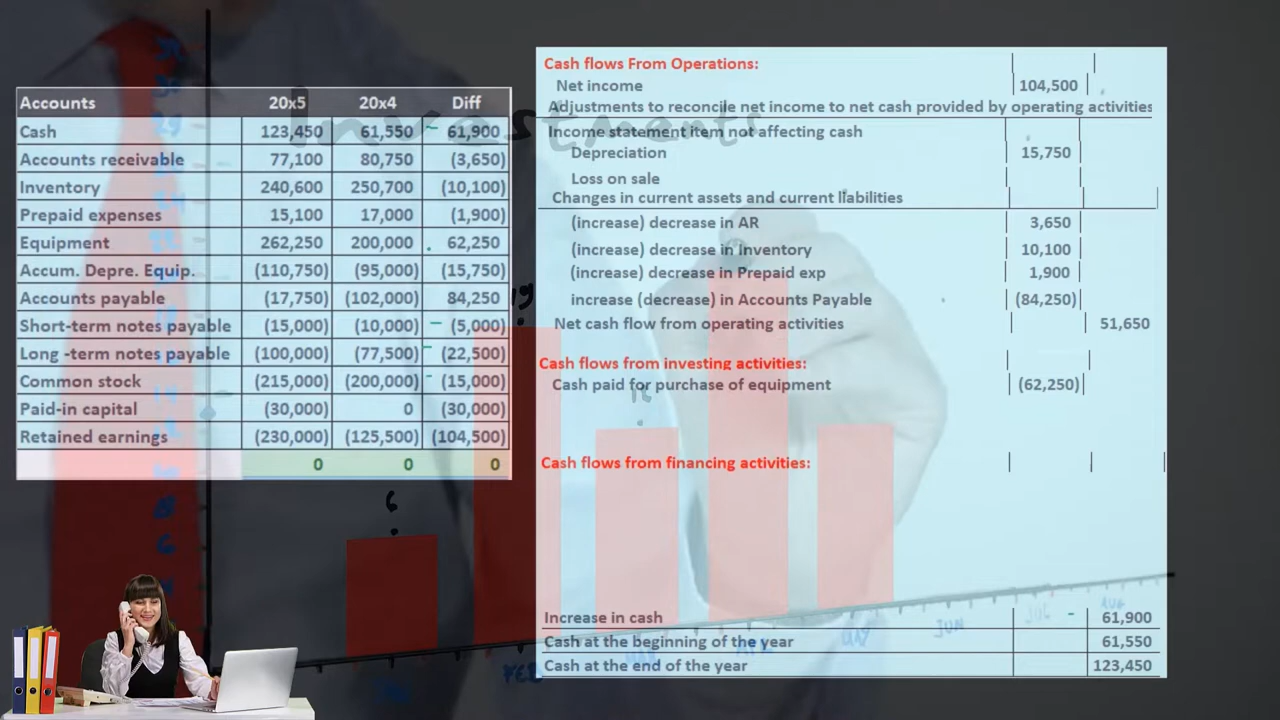 Accounts 20x5 20x4 Diff
Cash 123,450 61,550 61,900
Accounts receivable 77,100 80,750 (3,650)
Inventory 240,600 250,700 (10,100)
Prepaid expenses 15,100 17,000 (1,900)
Equipment 262,250 200,000 62,250
Accum. Depre. Equip. (110,750) (95,000) (15,750)
Accounts payable (17,750) (102,000) 84,250
Short-term notes payable (15,000) (10,000) (5,000)
Long -term notes payable (100,000) (77,500) (22,500)
Common stock (215,000) (200,000) (15,000)
Paid-in capital (30,000) 0 (30,000)
Retained earnings (230,000) (125,500) (104,500)
0 0 0
Cash flows From Operations:
Net income 104,500
Adjustments to reconcile net income to net cash provided by operating activities
Income statement item not affecting cash
Depreciation 15,750
Loss on sale
Changes in current assets and current liabilities
(increase) decrease in AR 3,650
(increase) decrease in Inventory 10,100
(increase) decrease in Prepaid exp 1,900
increase (decrease) in Accounts Payable (84,250)
Net cash flow from operating activities 51,650
Cash flows from investing activities:
Cash paid for purchase of equipment (62,250)
Cash flows from financing activities:
Increase in cash 61,900
Cash at the beginning of the year 61,550
Cash at the end of the year 123,450
Investments
19
12
6
FEB
JUN
JUL
AUG